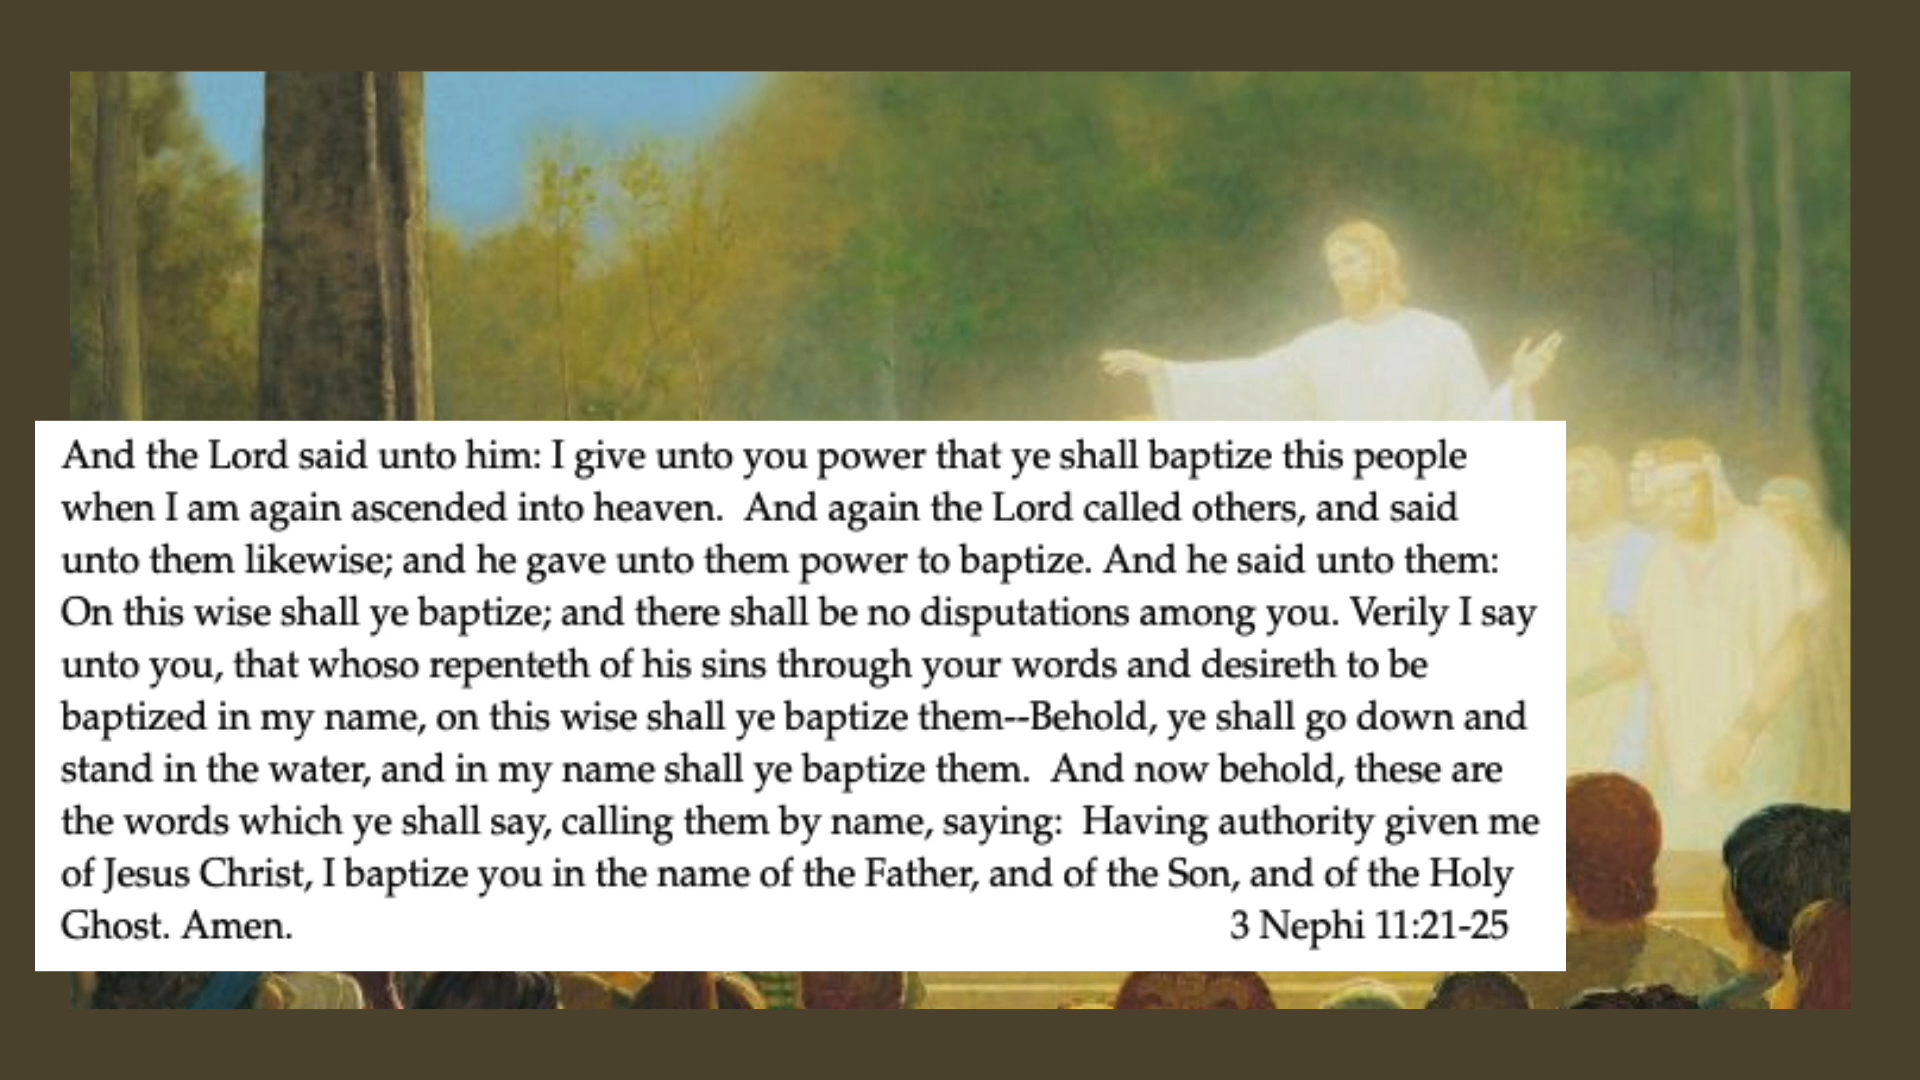 And the Lord said unto him: I give unto you power that ye shall baptize this people
when I am again ascended into heaven.  And again the Lord called others, and said
unto them likewise; and he gave unto them power to baptize. And he said unto them:
On this wise shall ye baptize; and there shall be no disputations among you. Verily I say
unto you, that whoso repenteth of his sins through your words and desireth to be
baptized in my name, on this wise shall ye baptize them--Behold, ye shall go down and
stand in the water, and in my name shall ye baptize them.  And now behold, these are
the words which ye shall say, calling them by name, saying:  Having authority given me
of Jesus Christ, I baptize you in the name of the Father, and of the Son, and of the Holy
Ghost. Amen. 3 Nephi 11:21-25